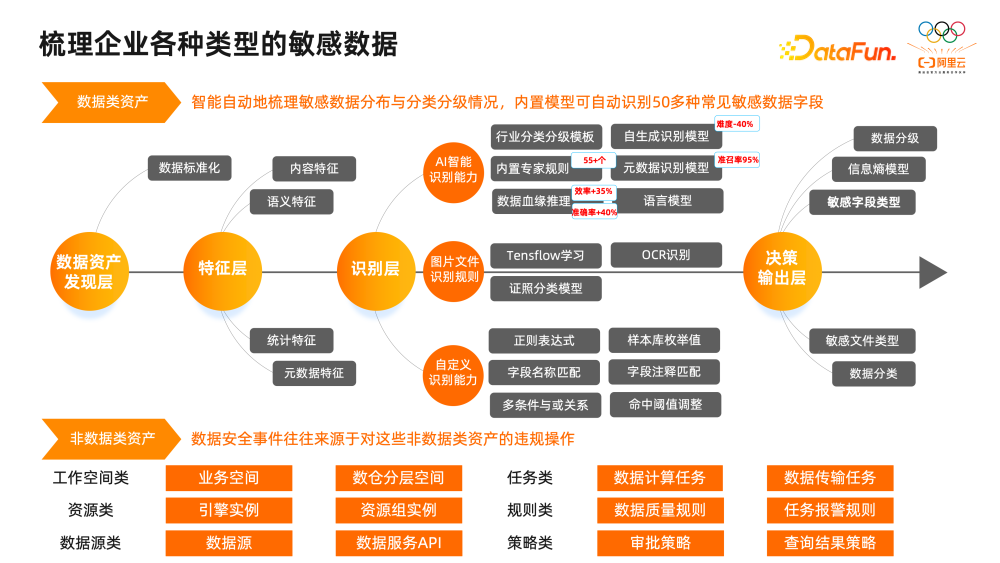 梳理企业各种类型的敏感数据
DataFun.
阿里云
数据类资产
智能自动地梳理敏感数据分布与分类分级情况，内置模型可自动识别50多种常见敏感数据字段
数据标准化
内容特征
语义特征
AI智能
识别能力
行业分类分级模板
自生成识别模型
难度-40%
内置专家规则
55+个
元数据识别模型
准召率95%
数据血缘推理
效率+35%
准确率+40%
语言模型
数据分级
信息熵模型
敏感字段类型
数据资产
发现层
特征层
识别层
图片文件
识别规则
Tensflow学习
OCR识别
证照分类模型
决策
输出层
统计特征
元数据特征
自定义
识别能力
正则表达式
样本库枚举值
字段名称匹配
字段注释匹配
多条件与或关系
命中阈值调整
敏感文件类型
数据分类
非数据类资产
数据安全事件往往来源于对这些非数据类资产的违规操作
工作空间类
业务空间
数仓分层空间
任务类
数据计算任务
数据传输任务
资源类
引擎实例
资源组实例
规则类
数据质量规则
任务报警规则
数据源类
数据源
数据服务API
策略类
审批策略
查询结果策略